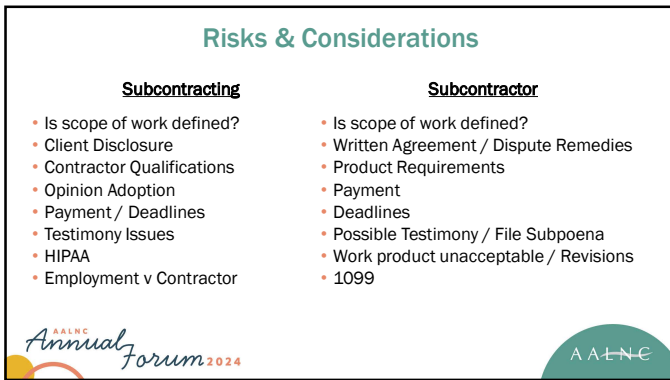 Risks & Considerations
Subcontracting
• Is scope of work defined?
• Client Disclosure
• Contractor Qualifications
• Opinion Adoption
• Payment / Deadlines
• Testimony Issues
• HIPAA
• Employment v Contractor
Subcontractor
• Is scope of work defined?
• Written Agreement / Dispute Remedies
• Product Requirements
• Payment
• Deadlines
• Possible Testimony / File Subpoena
• Work product unacceptable / Revisions
• 1099
AALNC
Annual
Forum 2024
AALNC